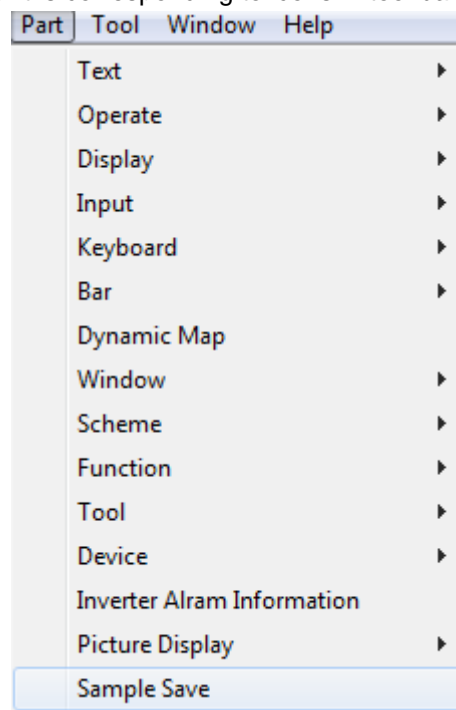 Part Tool Window Help
Text
Operate
Display
Input
Keyboard
Bar
Dynamic Map
Window
Scheme
Function
Tool
Device
Inverter Alram Information
Picture Display
Sample Save